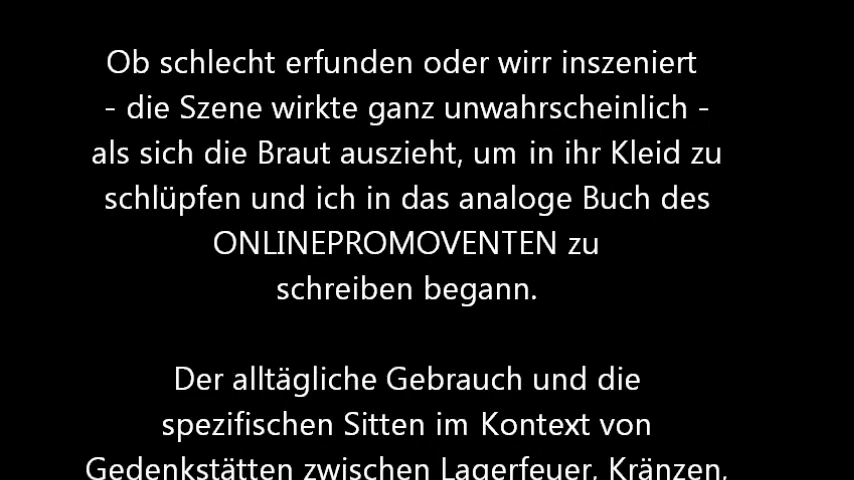 Ob schlecht erfunden oder wirr inszeniert
- die Szene wirkte ganz unwahrscheinlich -
als sich die Braut auszieht, um in ihr Kleid zu
schlüpfen und ich in das analoge Buch des
ONLINEPROMOVENTEN zu
schreiben begann.
Der alltägliche Gebrauch und die
spezifischen Sitten im Kontext von
Gedenkstätten zwischen Lagerfeuer, Kränzen,